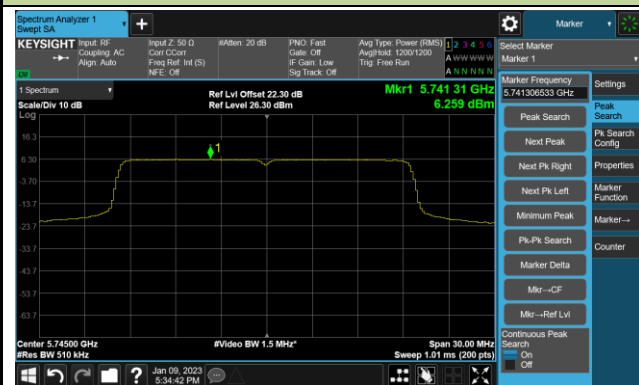 Spectrum Analyzer 1
Swept SA
+
Marker
KEYSIGHT
Input: RF
Coupling: AC
Align: Auto
Input Z: 50 Ω
Corr CCorr
Freq Ref: Int (S)
NFE: Off
#Atten: 20 dB
PNO: Fast
Gate: Off
IF Gain: Low
Sig Track: Off
Avg Type: Power (RMS)
Avg|Hold: 1200/1200
Trig: Free Run
1 2 3 4 5 6
A W W W W W
A N N N N N
Select Marker
Marker 1
1 Spectrum
Scale/Div 10 dB
Log
Ref Lvl Offset 22.30 dB
Ref Level 26.30 dBm
Mkr1 5.741 31 GHz
6.259 dBm
16.3
6.30
-3.70
-13.7
-23.7
-33.7
-43.7
-53.7
-63.7
1
Center 5.74500 GHz
#Res BW 510 kHz
#Video BW 1.5 MHz*
Span 30.00 MHz
Sweep 1.01 ms (200 pts)
Marker Frequency
5.741306533 GHz
Peak Search
Next Peak
Next Pk Right
Next Pk Left
Minimum Peak
Pk-Pk Search
Marker Delta
Mkr→CF
Mkr→Ref Lvl
Continuous Peak
Search
On
Off
Settings
Peak
Search
Pk Search
Config
Properties
Marker
Function
Marker→
Counter
?
Jan 09, 2023
5:34:42 PM